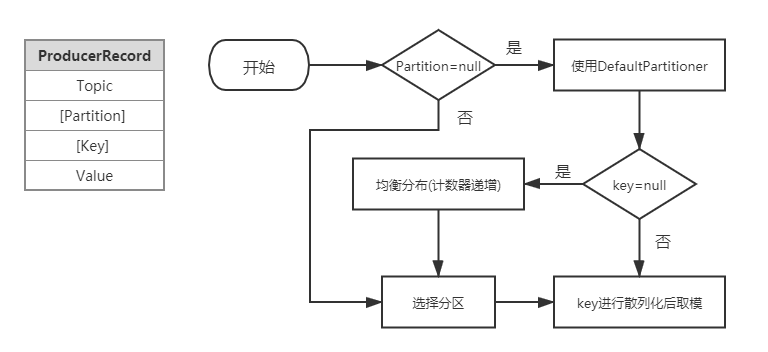 ProducerRecord
Topic
[Partition]
[Key]
Value
开始
Partition=null
是
使用DefaultPartitioner
否
key=null
是
均衡分布(计数器递增)
否
选择分区
key进行散列化后取模